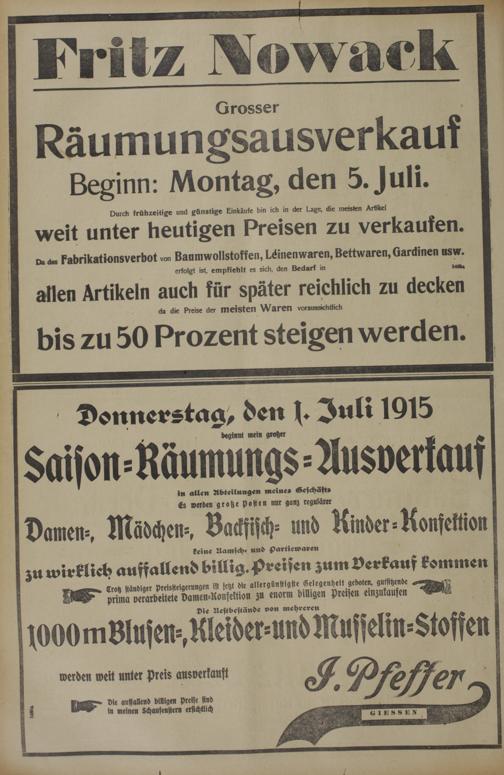 Fritz Nowack
Grosser
Räumungsausverkauf
Beginn: Montag, den 5. Juli.
Durch frühzeitige und günstige Einkäufe bin ich in der Lage, die meisten Artikel
weit unter heutigen Preisen zu verkaufen.
Da das Fabrikationsverbot von Baumwollstoffen, Leinenwaren, Bettwaren, Gardinen usw.
erfolgt ist, empfiehlt es sich, den Bedarf in
allen Artikeln auch für später reichlich zu decken
da die Preise der meisten Waren voraussichtlich
bis zu 50 Prozent steigen werden.
Donnerstag, den 1. Juli 1915
beginnt mein großer
Saison-Räumungs-Ausverkauf
in allen Abteilungen meines Geschäfts
Es werden große Posten nur ganz regulärer
Damen-, Mädchen-, Backfisch- und Kinder-Konfektion
keine Ramsch- und Partiewaren
zu wirklich auffallend billig. Preisen zum Verkauf kommen
Trotz ständiger Preissteigerungen ist jetzt die allergünstigste Gelegenheit geboten, gutsitzende
prima verarbeitete Damen-Konfektion zu enorm billigen Preisen einzukaufen
Die Restbestände von mehreren
1000 m Blusen-, Kleider- und Musselin-Stoffen
werden weit unter Preis ausverkauft
J. Pfeffer
GIESSEN
Die auffallend billigen Preise sind
in meinen Schaufenstern ersichtlich